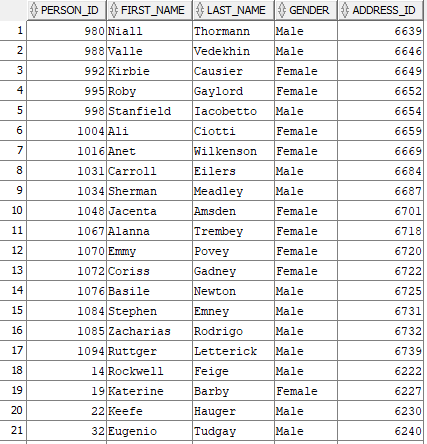 PERSON_ID FIRST_NAME LAST_NAME GENDER ADDRESS_ID
1 980 Niall Thormann Male 6639
2 988 Valle Vedekhin Male 6646
3 992 Kirbie Causier Female 6649
4 995 Roby Gaylord Female 6652
5 998 Stanfield Iacobetto Male 6654
6 1004 Ali Ciotti Female 6659
7 1016 Anet Wilkenson Female 6669
8 1031 Carroll Eilers Male 6684
9 1034 Sherman Meadley Male 6687
10 1048 Jacenta Amsden Female 6701
11 1067 Alanna Trembey Female 6718
12 1070 Emmy Povey Female 6720
13 1072 Coriss Gadney Female 6722
14 1076 Basile Newton Male 6725
15 1084 Stephen Emney Male 6731
16 1085 Zacharias Rodrigo Male 6732
17 1094 Ruttger Letterick Male 6739
18 14 Rockwell Feige Male 6222
19 19 Katerine Barby Female 6227
20 22 Keefe Hauger Male 6230
21 32 Eugenio Tudgay Male 6240